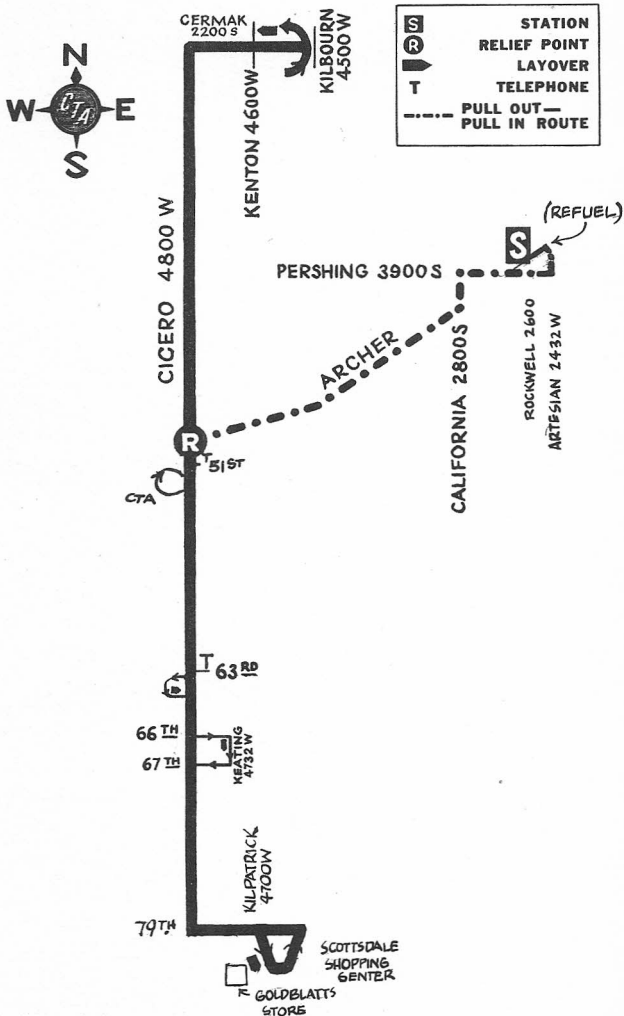 CERMAK
2200 S
KILBOURN
4500W
KENTON 4600W
S STATION
R RELIEF POINT
LAYOVER
T TELEPHONE
PULL OUT—
PULL IN ROUTE
N
W CTA E
S
CICERO 4800 W
(REFUEL)
S
PERSHING 3900S
ARCHER
CALIFORNIA 2800S
ROCKWELL 2600
ARTESIAN 2432W
R
T 51ST
CTA
T 63RD
66TH
67TH
KEATING
4732W
KILPATRICK
4700W
79TH
SCOTTSDALE
SHOPPING
CENTER
GOLDBLATTS
STORE